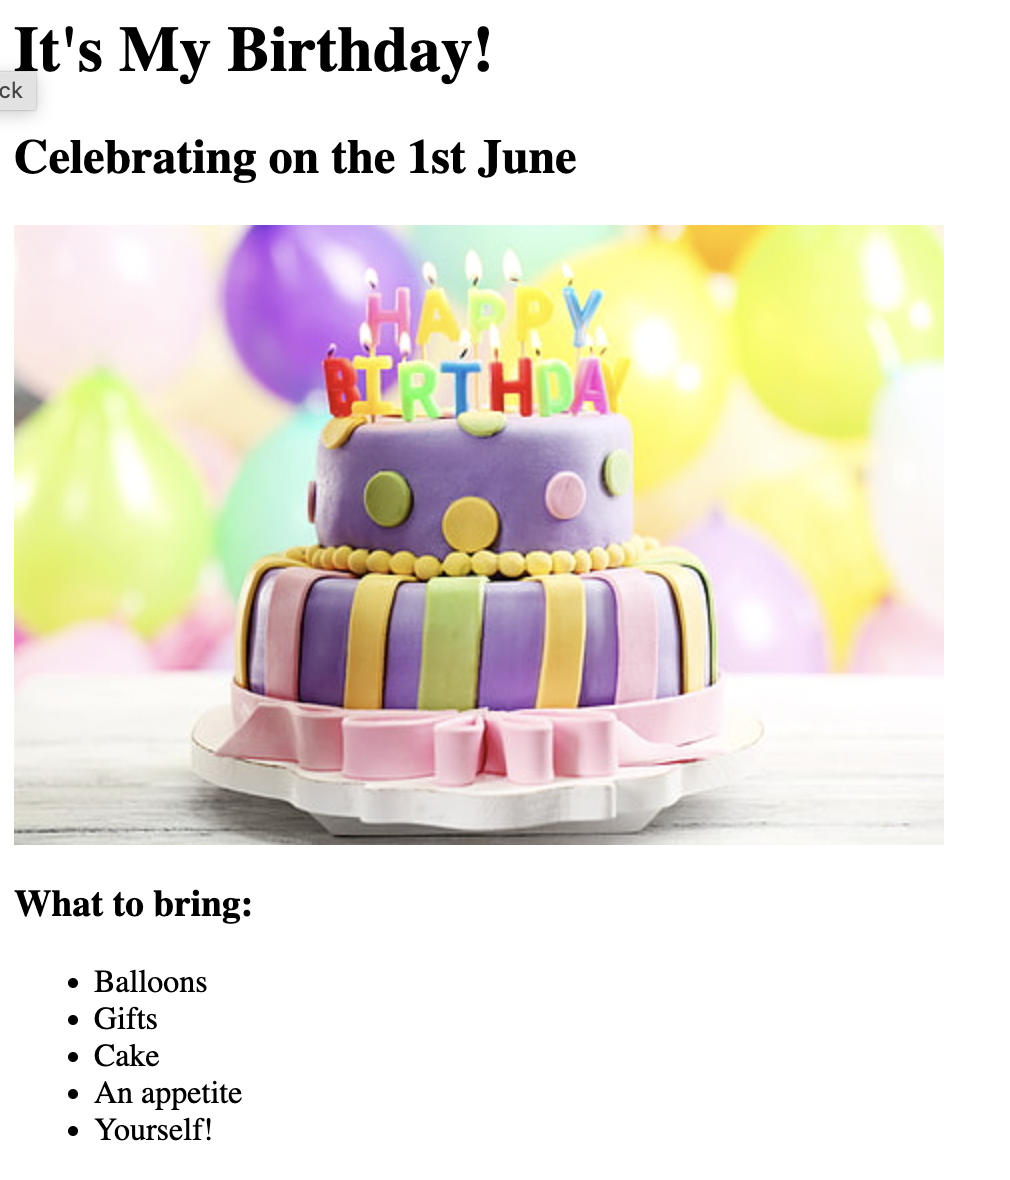 It's My Birthday!
ck
Celebrating on the 1st June
HAPPY
BIRTHDAY
What to bring:
Balloons
Gifts
Cake
An appetite
Yourself!